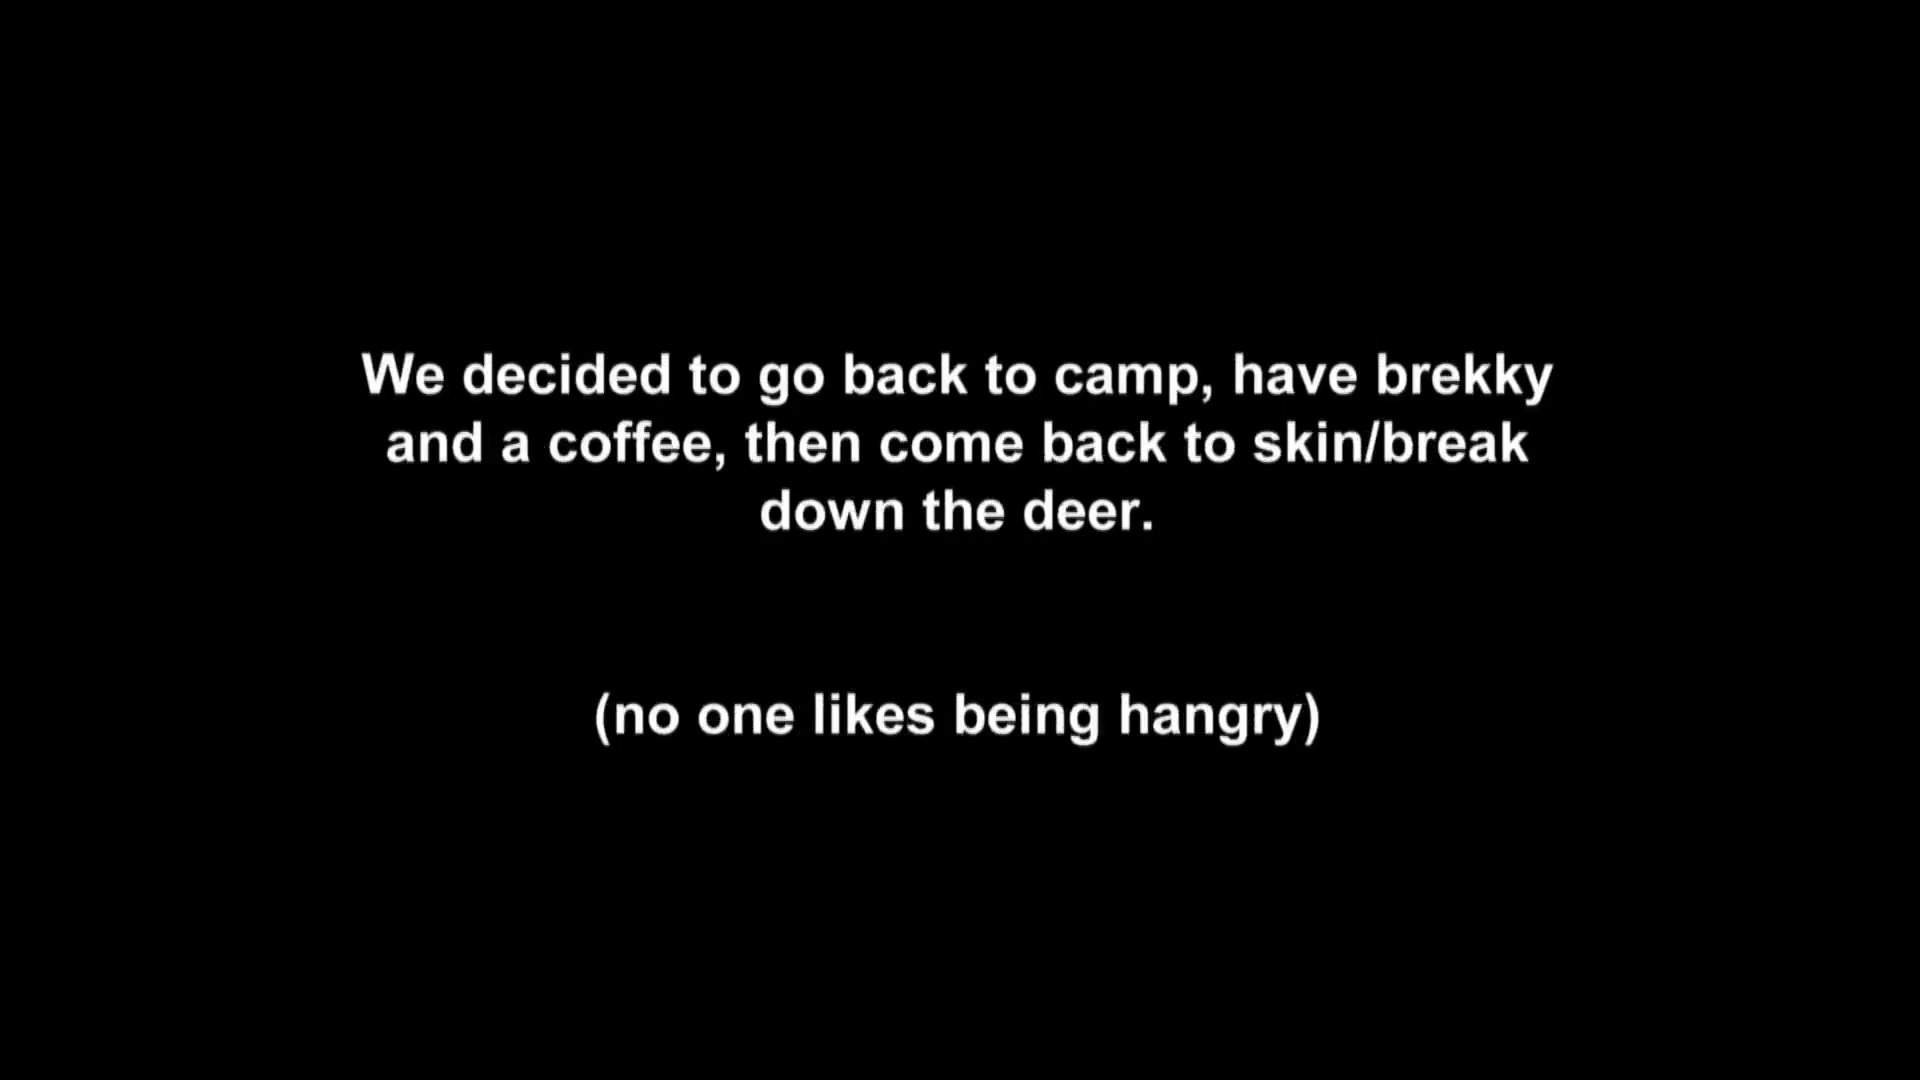 We decided to go back to camp, have brekky
and a coffee, then come back to skin/break
down the deer.
(no one likes being hangry)